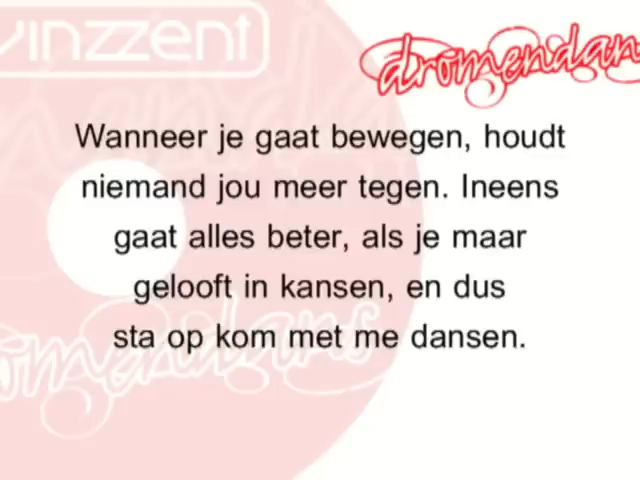 vinzzent
dromendans
Wanneer je gaat bewegen, houdt
niemand jou meer tegen. Ineens
gaat alles beter, als je maar
gelooft in kansen, en dus
sta op kom met me dansen.
dromendans